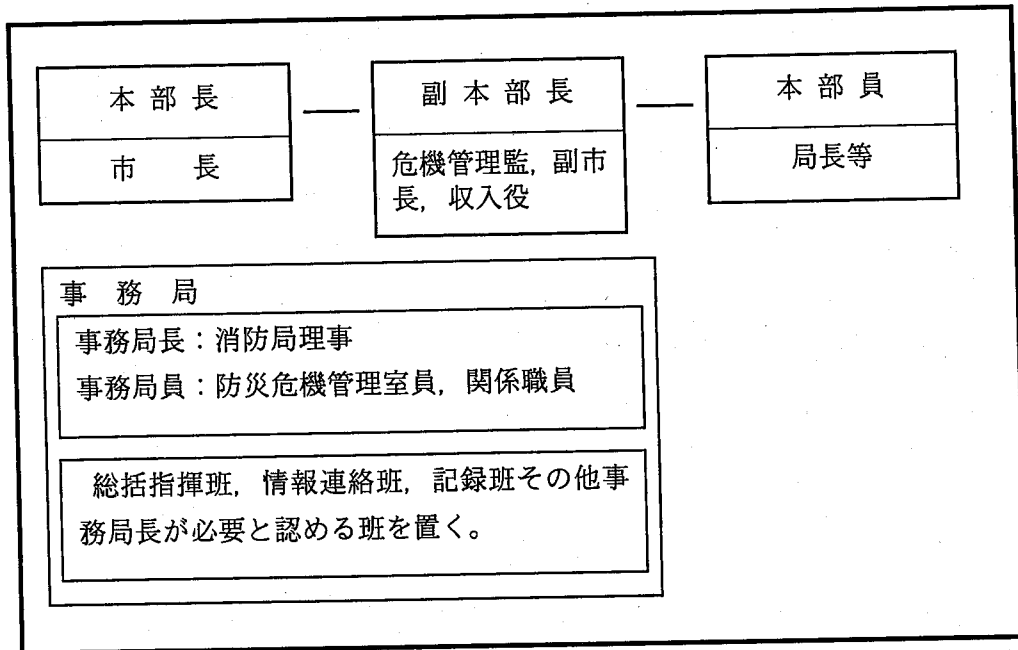 本部長
市　長
副本部長
危機管理監，副市
長，収入役
本部員
局長等
事　務　局
事務局長：消防局理事
事務局員：防災危機管理室員，関係職員
総括指揮班，情報連絡班，記録班その他事
務局長が必要と認める班を置く。